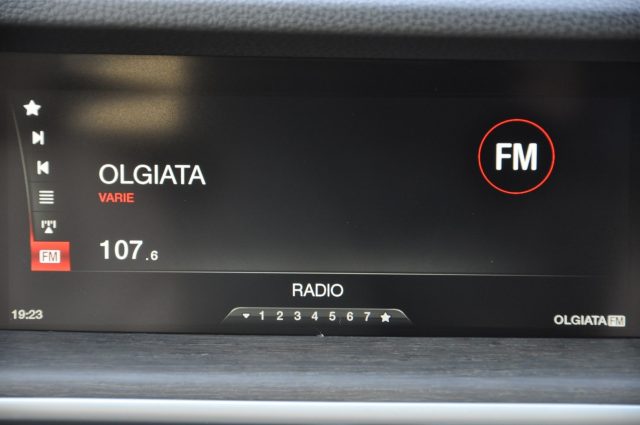 OLGIATA
VARIE
FM
107.6
FM
RADIO
19:23
1 2 3 4 5 6 7
OLGIATA FM